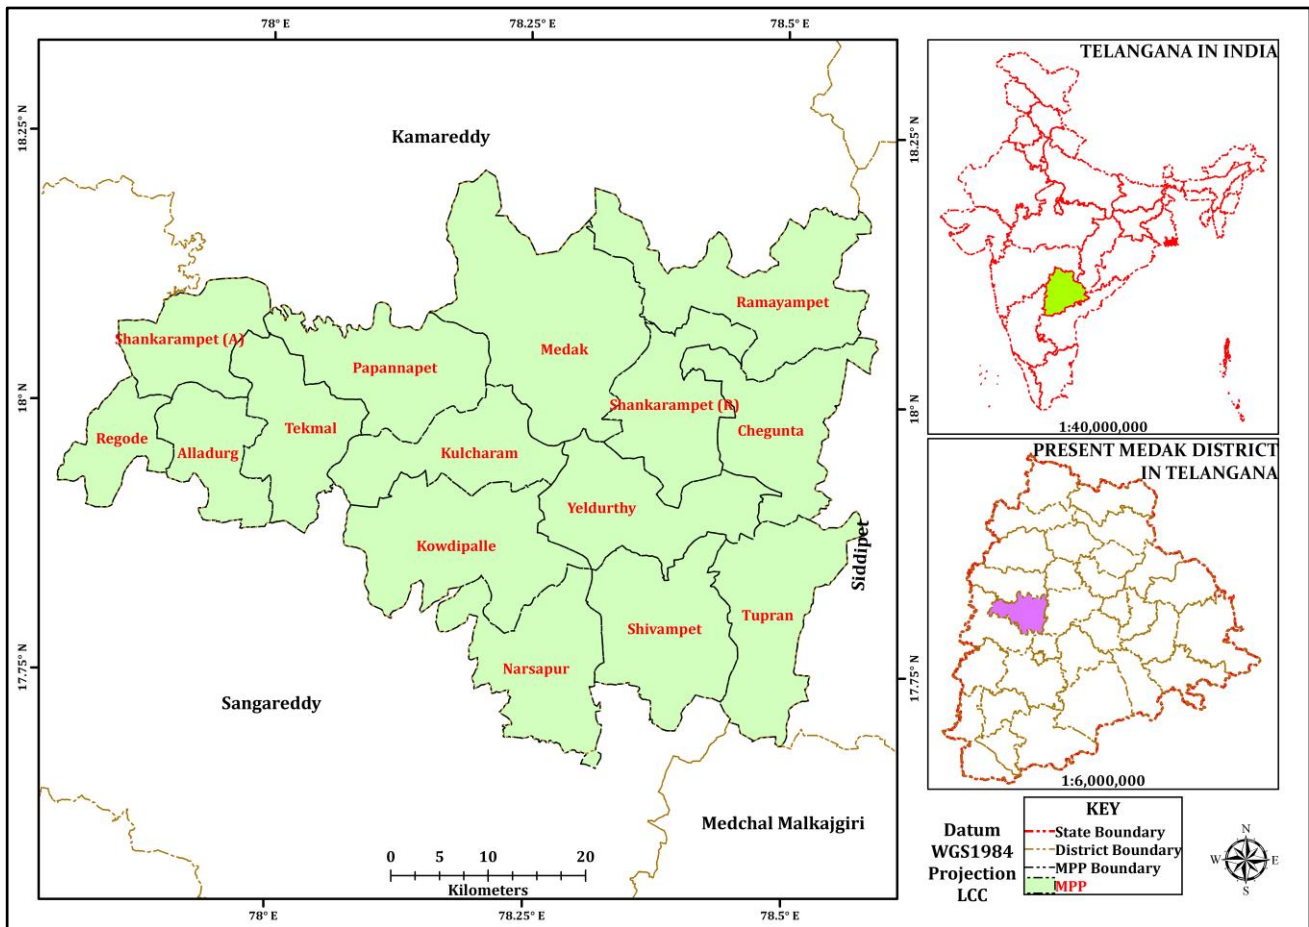 78° E
78.25° E
78.5° E
18.25° N
18° N
17.75° N
Kamareddy
Ramayampet
Shankarampet (A)
Medak
Papannapet
Shankarampet (R)
Regode
Tekmal
Chegunta
Alladurg
Kulcharam
Yeldurthy
Kowdipalle
Siddipet
Tupran
Shivampet
Narsapur
Sangareddy
Medchal Malkajgiri
0 5 10 20
Kilometers
78° E
78.25° E
78.5° E
18.25° N
18° N
17.75° N
TELANGANA IN INDIA
1:40,000,000
PRESENT MEDAK DISTRICT
IN TELANGANA
1:6,000,000
Datum
WGS1984
Projection
LCC
KEY
State Boundary
District Boundary
MPP Boundary
MPP
N
W E
S